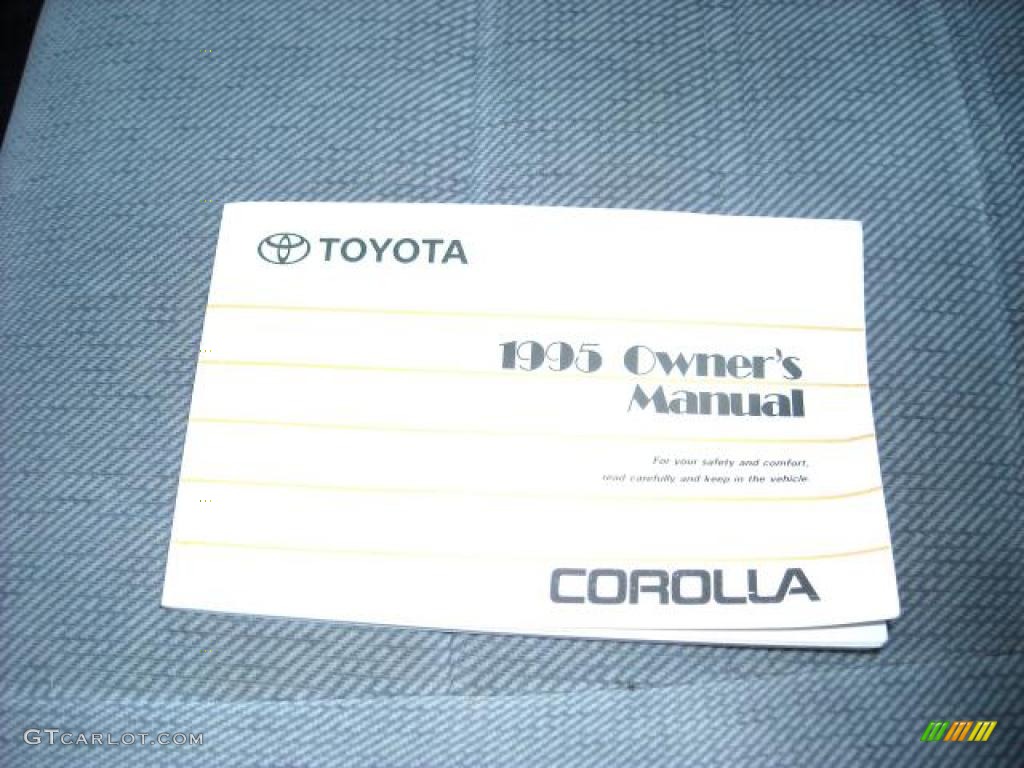 TOYOTA
1995 Owner's
Manual
For your safety and comfort,
read carefully and keep in the vehicle.
COROLLA
GTCARLOT.COM